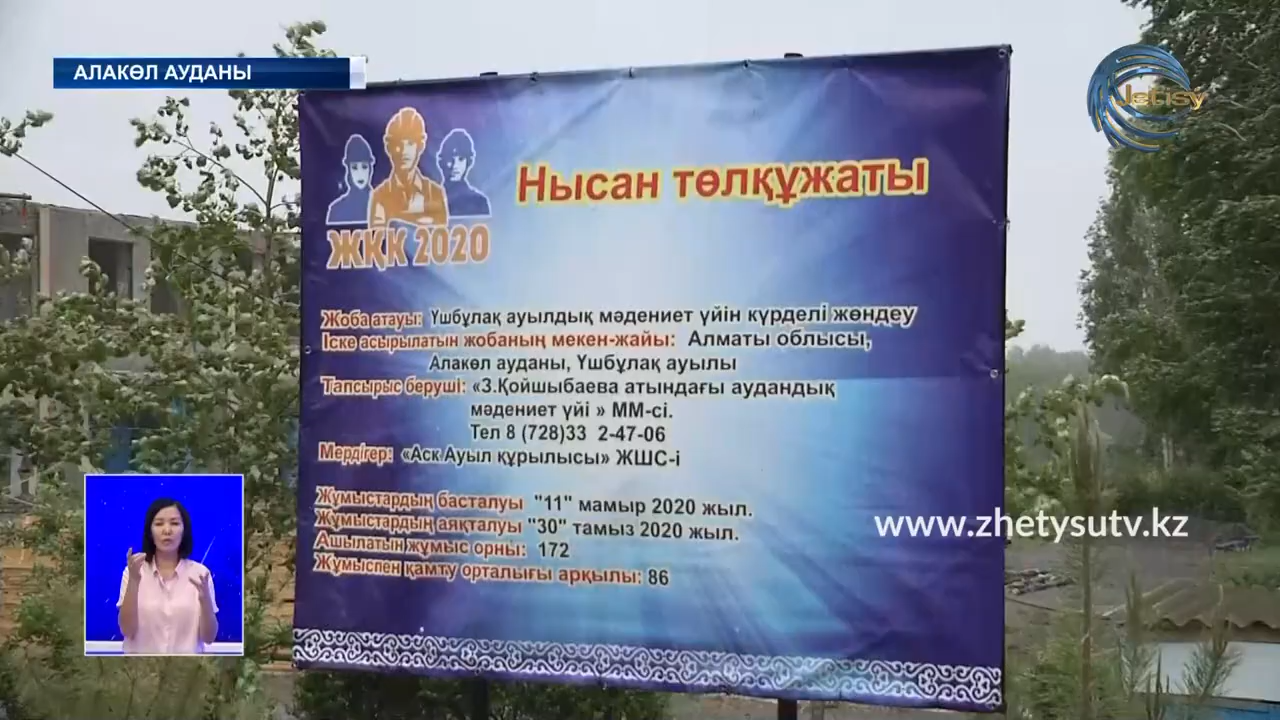 АЛАКӨЛ АУДАНЫ
Jetisy
Нысан төлқұжаты
ЖҚК 2020
Жоба атауы: Үшбұлақ ауылдық мәдениет үйін күрделі жөндеу
Іске асырылатын жобаның мекен-жайы: Алматы облысы,
Алакөл ауданы, Үшбұлақ ауылы
Тапсырыс беруші: «З.Қойшыбаева атындағы аудандық
мәдениет үйі » ММ-сі.
Тел 8 (728)33 2-47-06
Мердігер: «Аск Ауыл құрылысы» ЖШС-і
Жұмыстардың басталуы "11" мамыр 2020 жыл.
Жұмыстардың аяқталуы "30" тамыз 2020 жыл.
Ашылатын жұмыс орны: 172
Жұмыспен қамту орталығы арқылы: 86
www.zhetysutv.kz